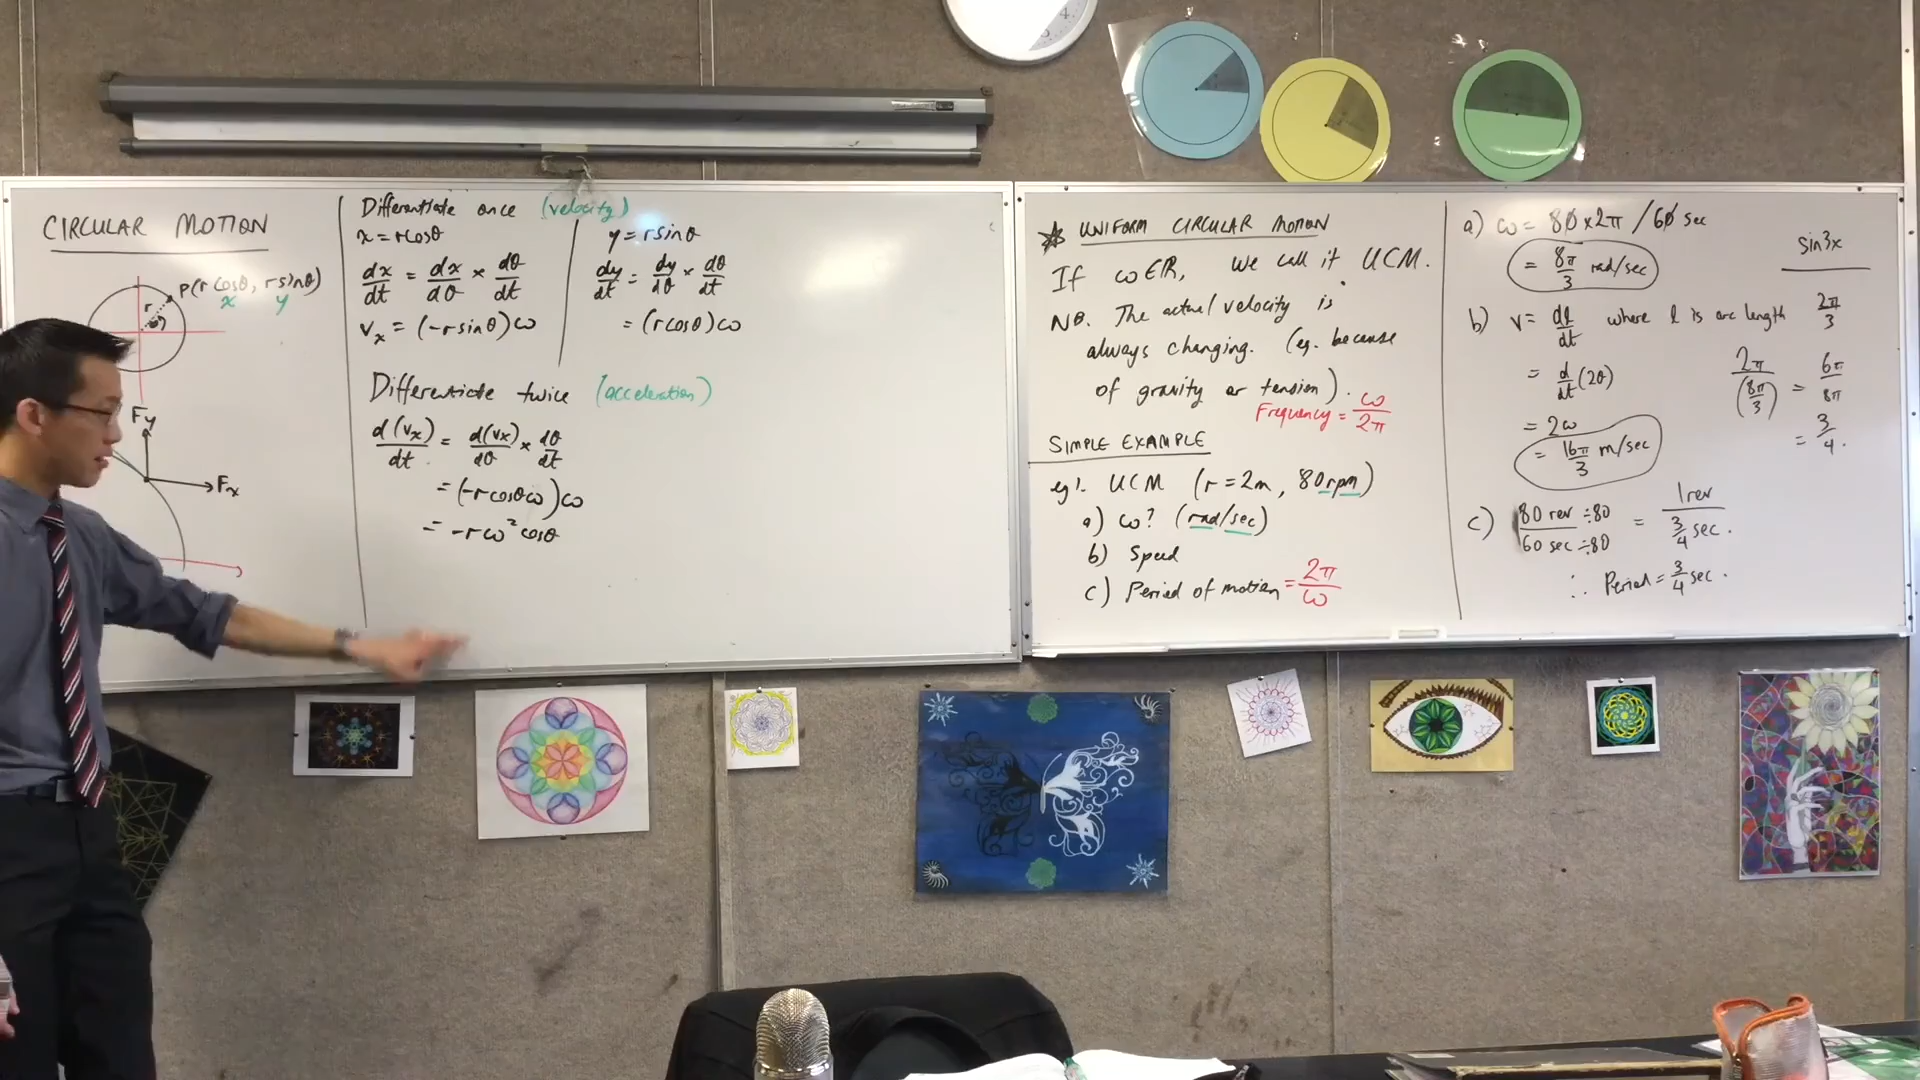 CIRCULAR MOTION
P(r cosθ, r sinθ)
x y
r
θ
Fy
Fx
Differentiate once (velocity)
x = rcosθ
dx/dt = dx/dθ × dθ/dt
vx = (-r sinθ)ω
y = r sinθ
dy/dt = dy/dθ × dθ/dt
= (r cosθ)ω
Differentiate twice (acceleration)
d(vx)/dt = d(vx)/dθ × dθ/dt
= (-r cosθω)ω
= -rω² cosθ
UNIFORM CIRCULAR MOTION
If ω∈ℝ, we call it UCM.
NB. The actual velocity is
always changing. (eg. because
of gravity or tension).
Frequency = ω/2π
SIMPLE EXAMPLE
eg 1. UCM (r = 2m, 80rpm)
a) ω? (rad/sec)
b) Speed
c) Period of motion = 2π/ω
a) ω = 80 × 2π / 60 sec
= 8π/3 rad/sec
b) v = dl/dt where l is arc length
= d/dt (2θ)
= 2ω
= 16π/3 m/sec
c) 80 rev ÷80 / 60 sec ÷80 = 1 rev / 3/4 sec.
∴ Period = 3/4 sec.
sin3x
2π/3
2π/(8π/3) = 6π/8π
= 3/4.